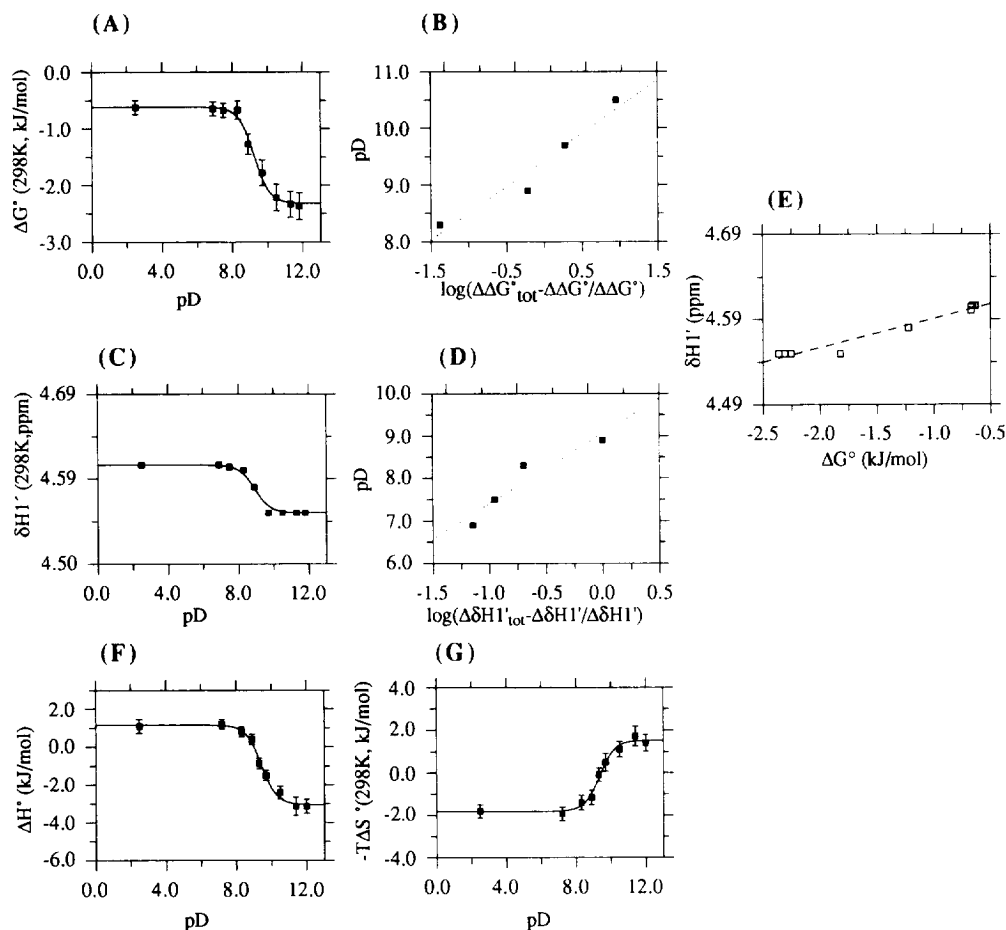 (A)
0.0
-1.0
-2.0
-3.0
ΔG° (298K, kJ/mol)
0.0 4.0 8.0 12.0
pD
(B)
11.0
10.0
9.0
8.0
pD
-1.5 -0.5 0.5 1.5
log(ΔΔG°tot-ΔΔG°/ΔΔG°)
(E)
4.69
4.59
4.49
δH1' (ppm)
-2.5 -2.0 -1.5 -1.0 -0.5
ΔG° (kJ/mol)
(C)
4.69
4.59
4.50
δH1´ (298K,ppm)
0.0 4.0 8.0 12.0
pD
(D)
10.0
9.0
8.0
7.0
6.0
pD
-1.5 -1.0 -0.5 0.0 0.5
log(ΔδH1'tot-ΔδH1'/ΔδH1')
(F)
2.0
0.0
-2.0
-4.0
-6.0
ΔH° (kJ/mol)
0.0 4.0 8.0 12.0
pD
(G)
4.0
2.0
0.0
-2.0
-4.0
-TΔS° (298K, kJ/mol)
0.0 4.0 8.0 12.0
pD